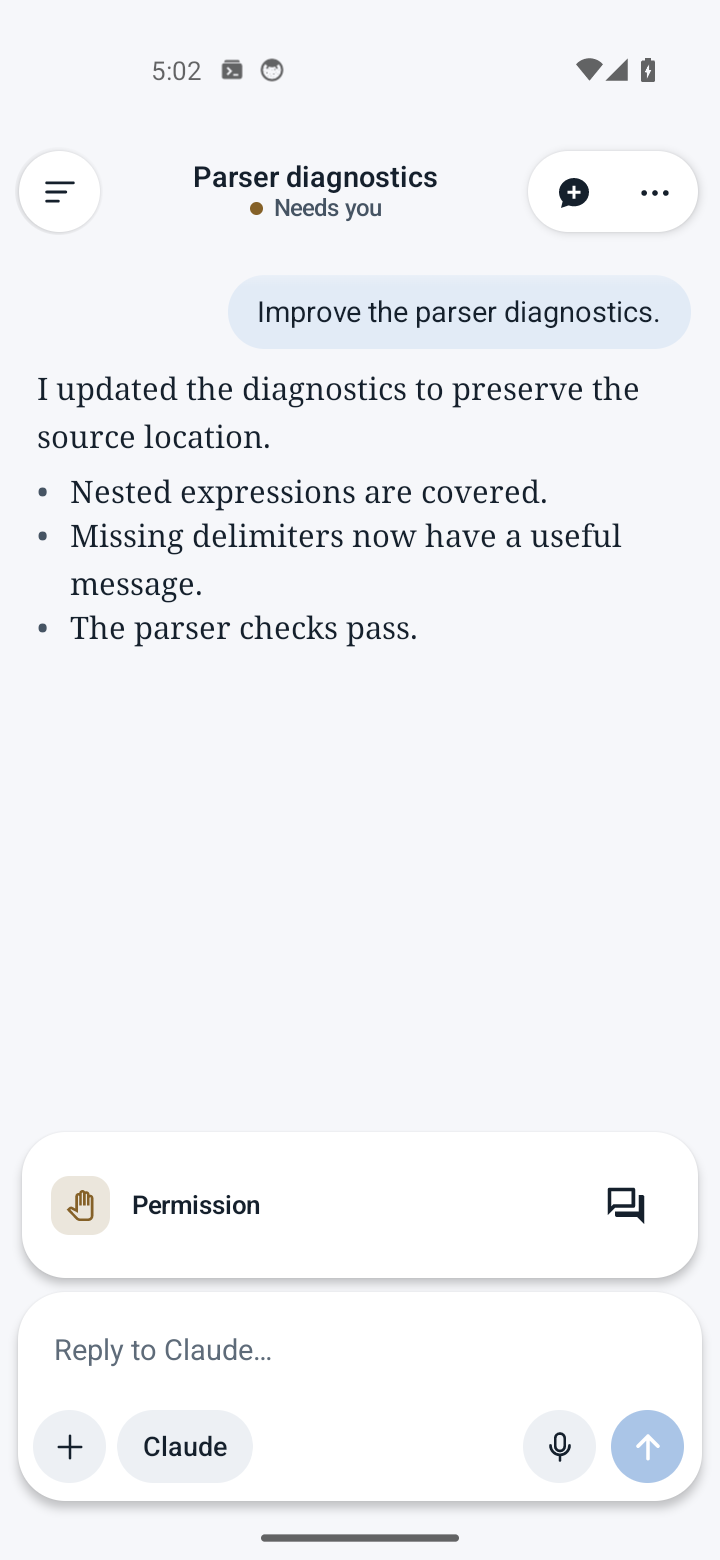 5:02
Parser diagnostics
Needs you
Improve the parser diagnostics.
I updated the diagnostics to preserve the
source location.
• Nested expressions are covered.
• Missing delimiters now have a useful
message.
• The parser checks pass.
Permission
Reply to Claude…
Claude